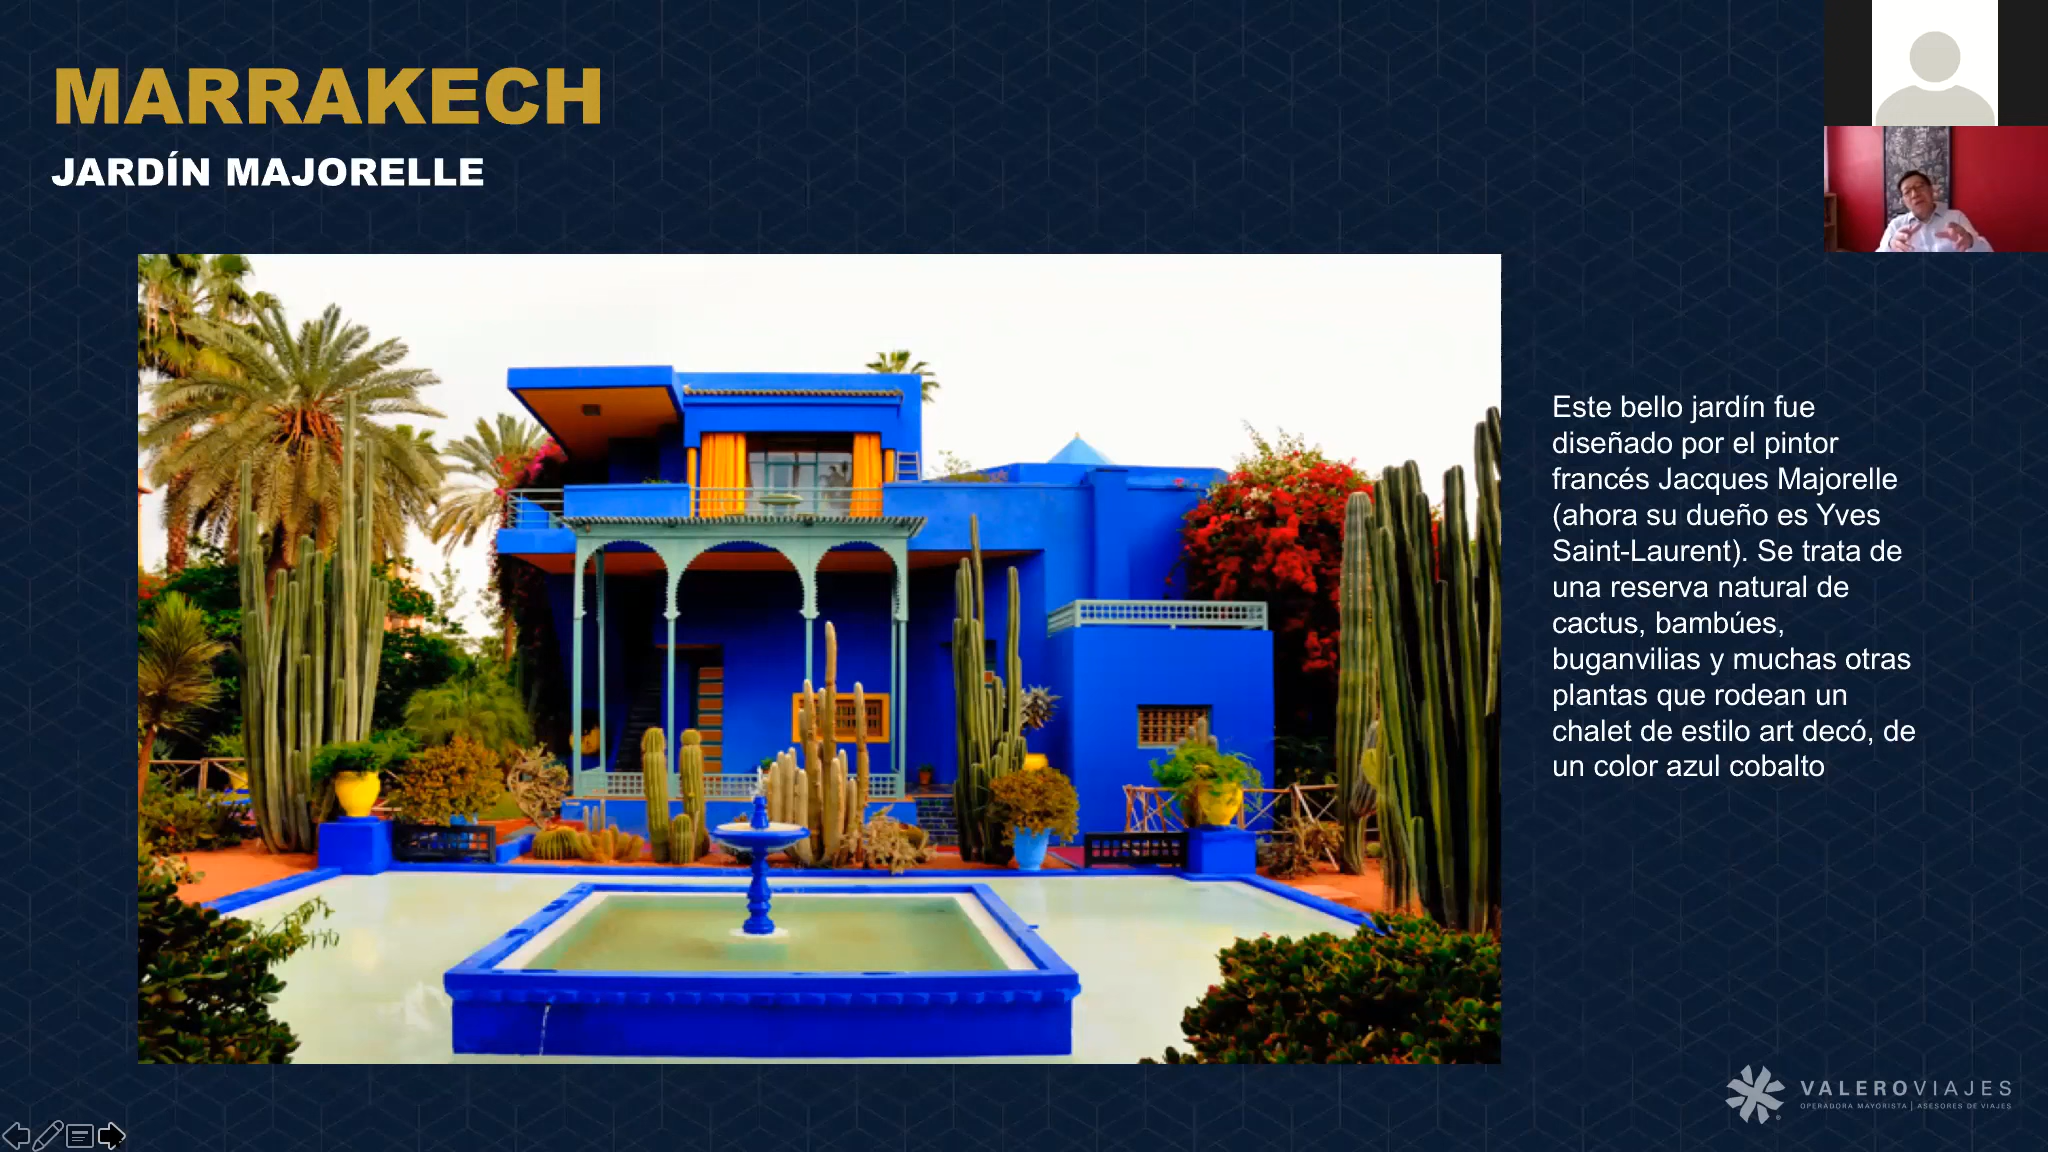 MARRAKECH
JARDÍN MAJORELLE
Este bello jardín fue
diseñado por el pintor
francés Jacques Majorelle
(ahora su dueño es Yves
Saint-Laurent). Se trata de
una reserva natural de
cactus, bambúes,
buganvilias y muchas otras
plantas que rodean un
chalet de estilo art decó, de
un color azul cobalto
VALEROVIAJES
OPERADORA MAYORISTA | ASESORES DE VIAJES